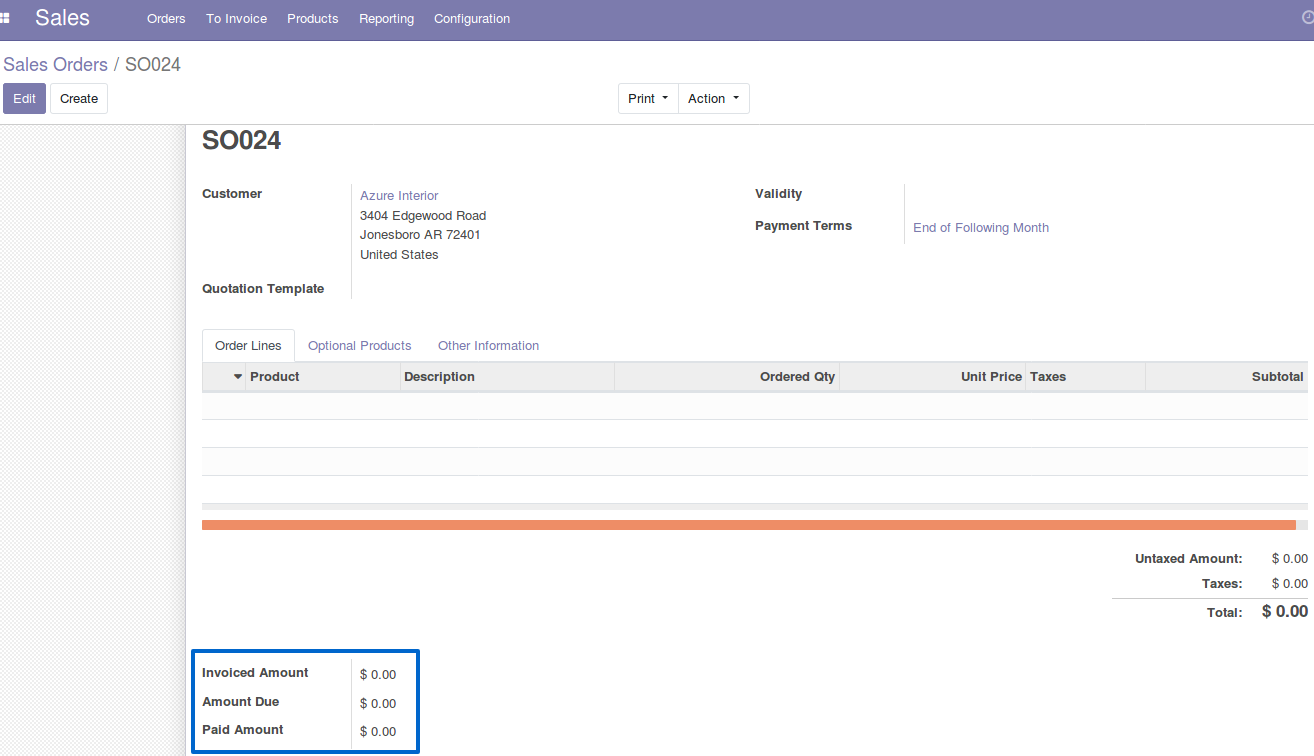 Sales Orders To Invoice Products Reporting Configuration
Sales Orders / SO024
Edit Create Print Action
SO024
Customer Azure Interior Validity
3404 Edgewood Road Payment Terms End of Following Month
Jonesboro AR 72401
United States
Quotation Template
Order Lines Optional Products Other Information
Product Description Ordered Qty Unit Price Taxes Subtotal
Untaxed Amount: $ 0.00
Taxes: $ 0.00
Total: $ 0.00
Invoiced Amount $ 0.00
Amount Due $ 0.00
Paid Amount $ 0.00